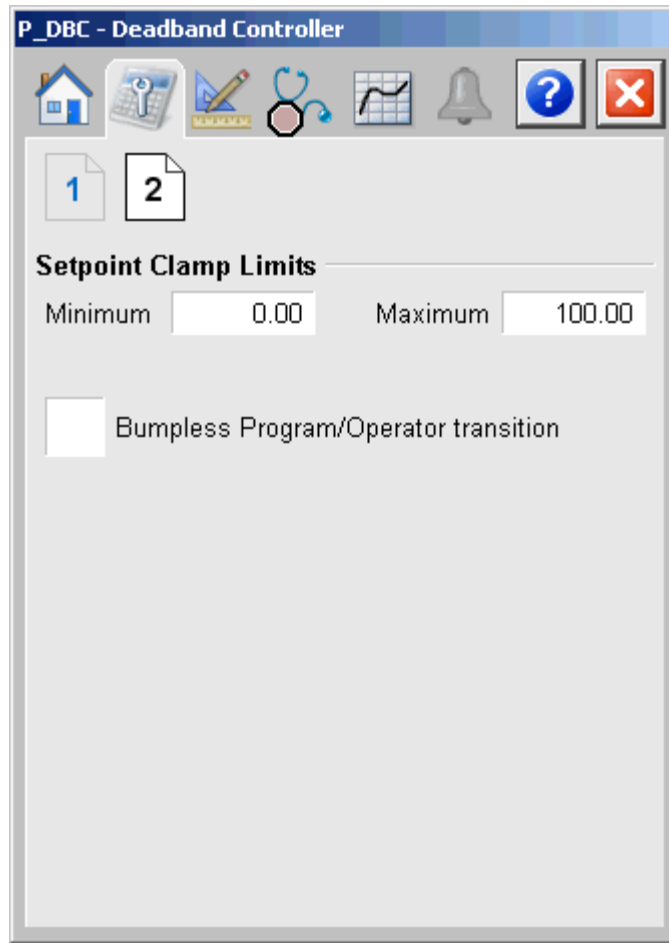 P_DBC - Deadband Controller
?
1 2
Setpoint Clamp Limits
Minimum 0.00 Maximum 100.00
Bumpless Program/Operator transition